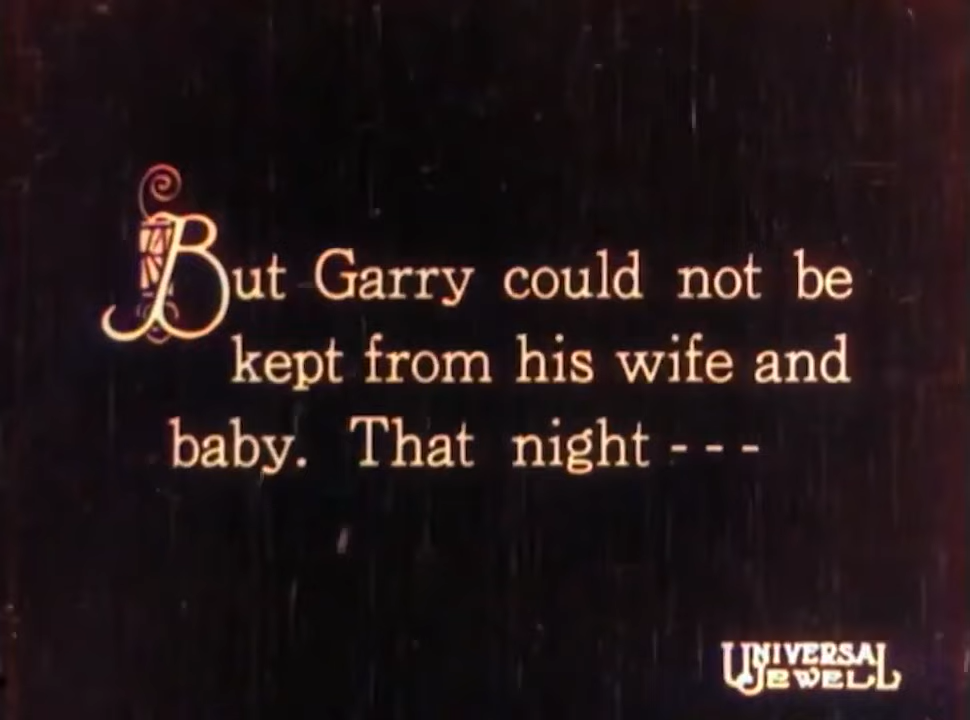 But Garry could not be
kept from his wife and
baby. That night - - -
UNIVERSAL
JEWELL